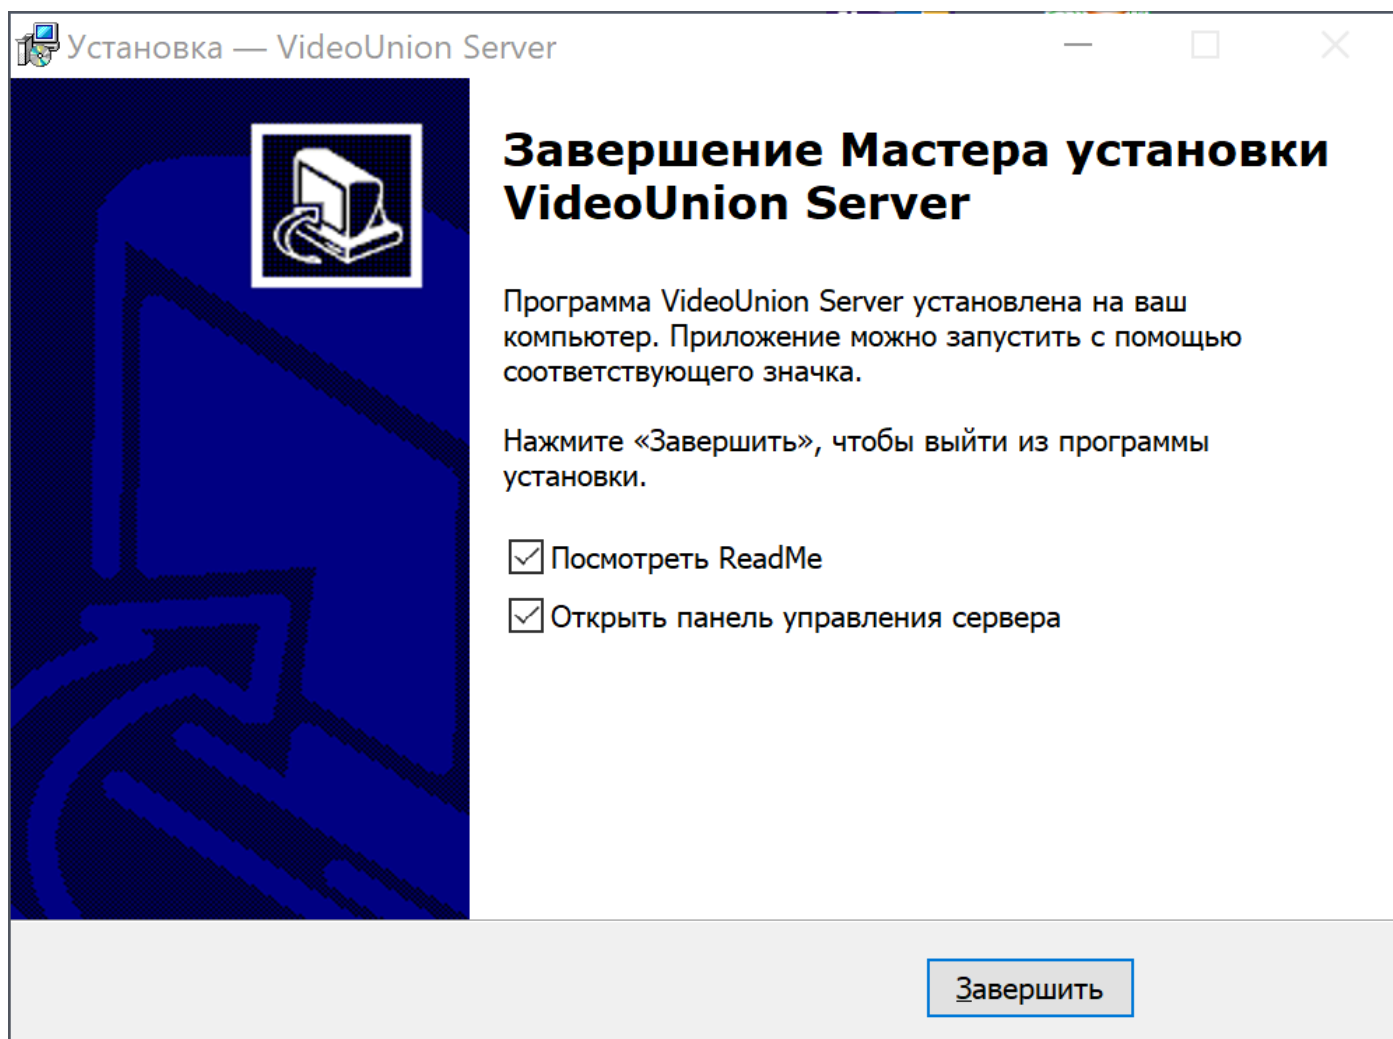 Установка — VideoUnion Server
Завершение Мастера установки
VideoUnion Server
Программа VideoUnion Server установлена на ваш
компьютер. Приложение можно запустить с помощью
соответствующего значка.
Нажмите «Завершить», чтобы выйти из программы
установки.
Посмотреть ReadMe
Открыть панель управления сервера
Завершить